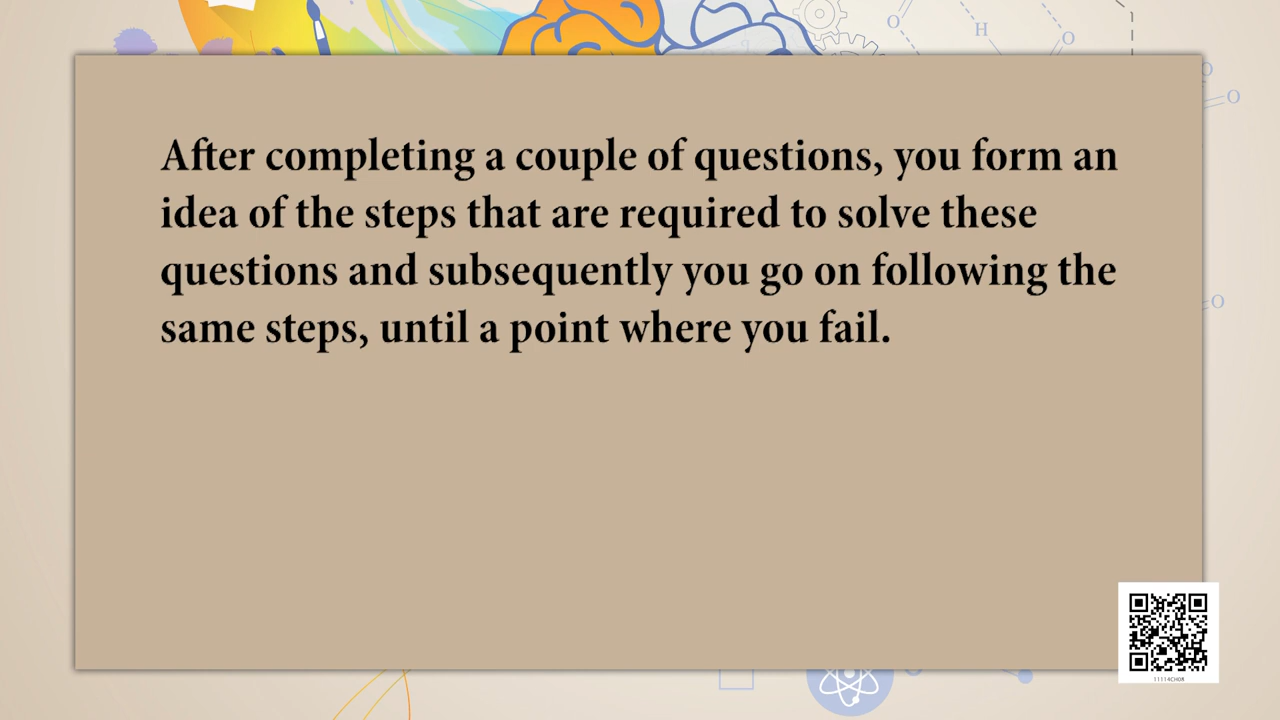 O
H
O
O
O
After completing a couple of questions, you form an
idea of the steps that are required to solve these
questions and subsequently you go on following the
same steps, until a point where you fail.
O
11114CH08